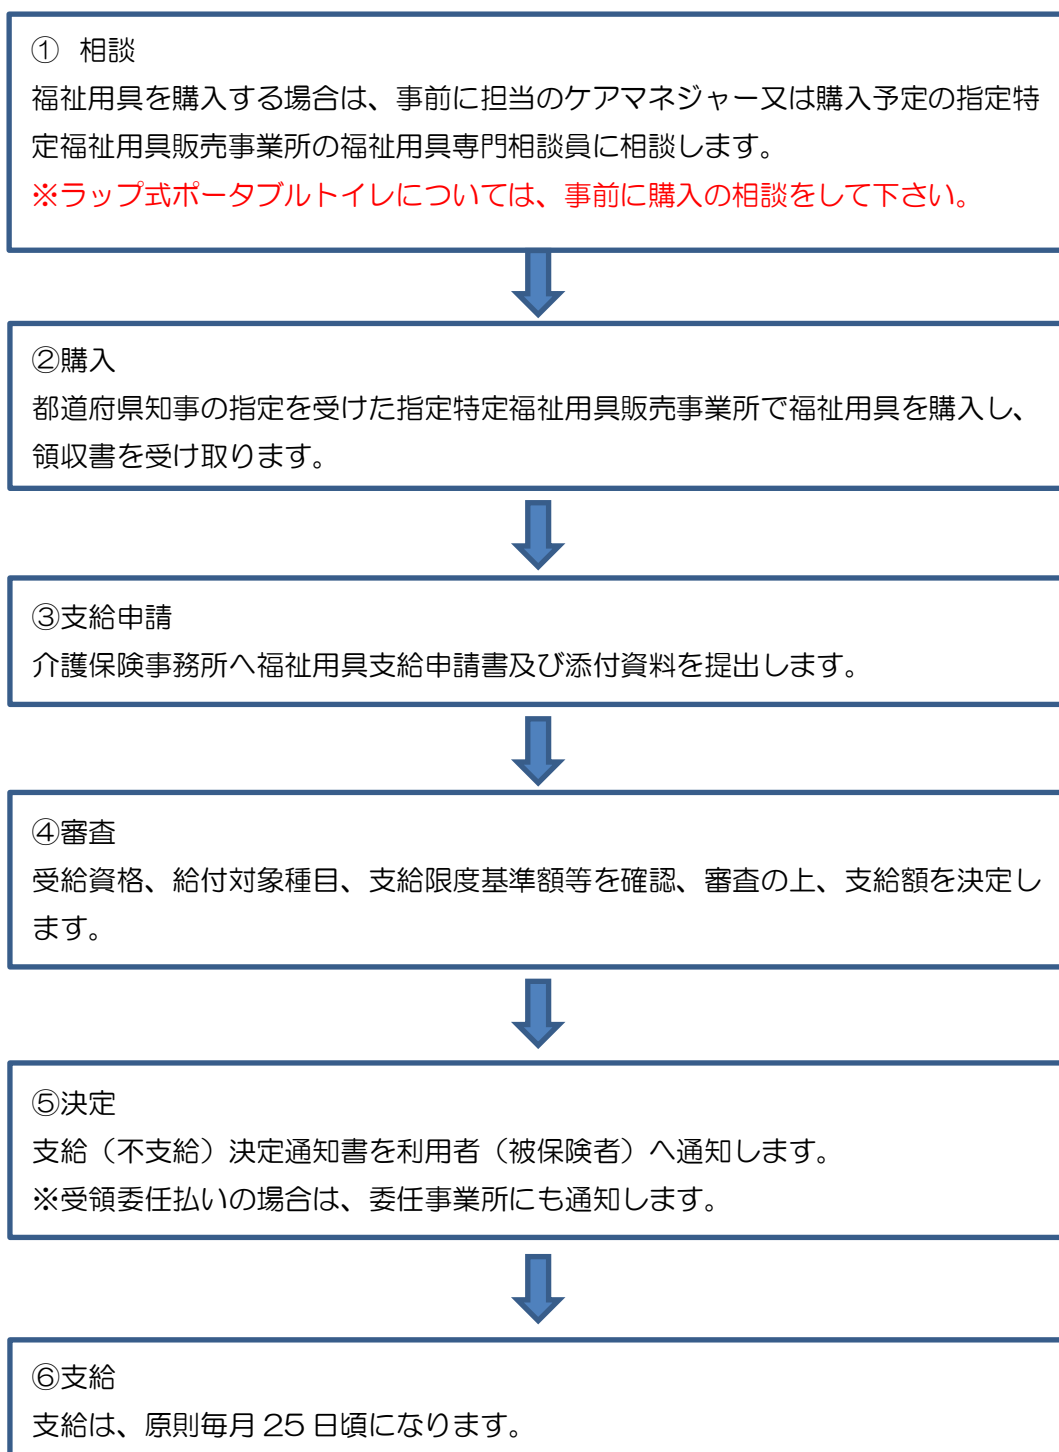 ① 相談
福祉用具を購入する場合は、事前に担当のケアマネジャー又は購入予定の指定特
定福祉用具販売事業所の福祉用具専門相談員に相談します。
※ラップ式ポータブルトイレについては、事前に購入の相談をして下さい。
②購入
都道府県知事の指定を受けた指定特定福祉用具販売事業所で福祉用具を購入し、
領収書を受け取ります。
③支給申請
介護保険事務所へ福祉用具支給申請書及び添付資料を提出します。
④審査
受給資格、給付対象種目、支給限度基準額等を確認、審査の上、支給額を決定し
ます。
⑤決定
支給（不支給）決定通知書を利用者（被保険者）へ通知します。
※受領委任払いの場合は、委任事業所にも通知します。
⑥支給
支給は、原則毎月 25 日頃になります。